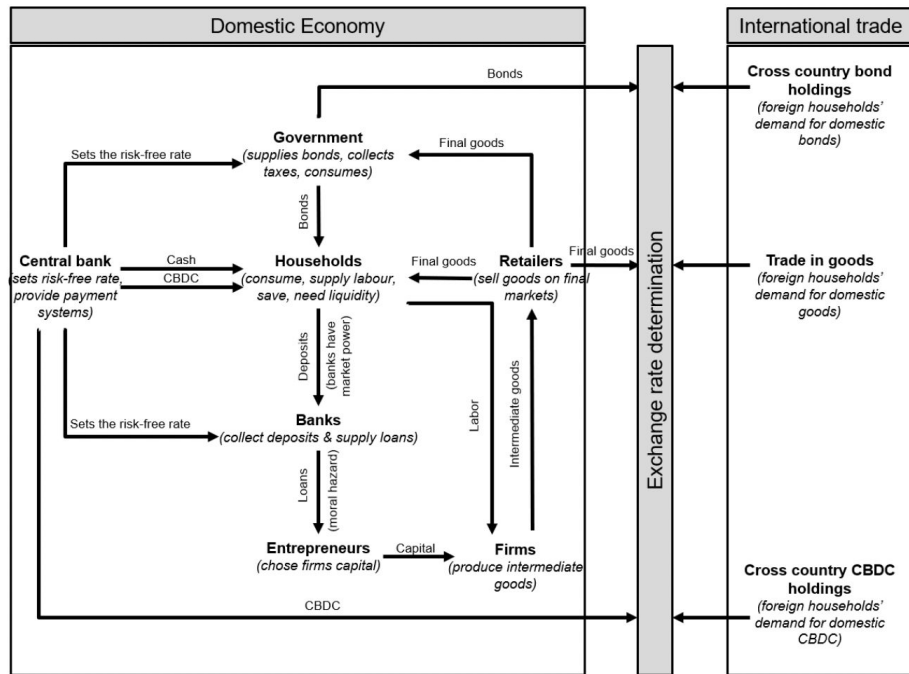 Domestic Economy
International trade
Bonds
Cross country bond
holdings
(foreign households'
demand for domestic
bonds)
Government
(supplies bonds, collects
taxes, consumes)
Sets the risk-free rate
Final goods
Bonds
Central bank
(sets risk-free rate,
provide payment
systems)
Cash
CBDC
Households
(consume, supply labour,
save, need liquidity)
Final goods
Retailers
(sell goods on final
markets)
Final goods
Trade in goods
(foreign households'
demand for domestic
goods)
Exchange rate determination
Deposits
(banks have
market power)
Labor
Intermediate goods
Sets the risk-free rate
Banks
(collect deposits & supply loans)
Loans
(moral hazard)
Entrepreneurs
(chose firms capital)
Capital
Firms
(produce intermediate
goods)
CBDC
Cross country CBDC
holdings
(foreign households'
demand for domestic
CBDC)